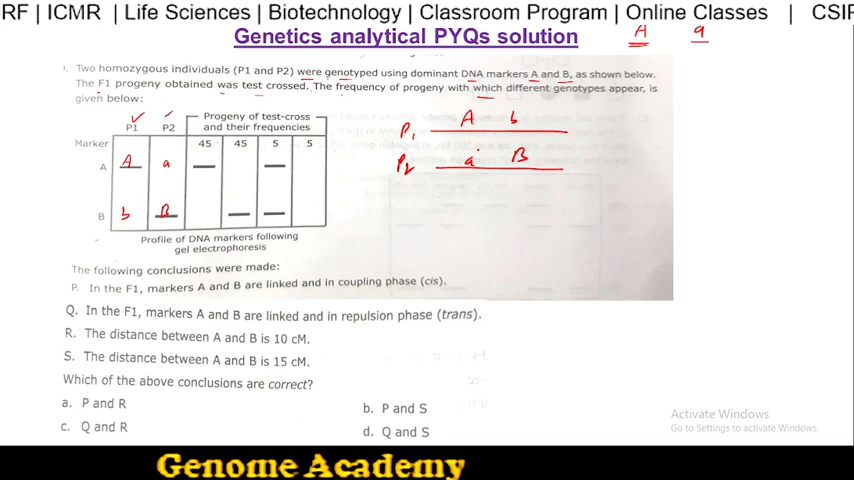 JRF | ICMR | Life Sciences | Biotechnology | Classroom Program | Online Classes | CSIF
Genetics analytical PYQs solution
A a
Two homozygous individuals (P1 and P2) were genotyped using dominant DNA markers A and B, as shown below.
The F1 progeny obtained was test crossed. The frequency of progeny with which different genotypes appear, is
given below:
P1 P2 Progeny of test-cross
and their frequencies
Marker 45 45 5 5
A A a
B b B
Profile of DNA markers following
gel electrophoresis
P1 A b
P2 a B
The following conclusions were made:
P. In the F1, markers A and B are linked and in coupling phase (cis).
Q. In the F1, markers A and B are linked and in repulsion phase (trans).
R. The distance between A and B is 10 cM.
S. The distance between A and B is 15 cM.
Which of the above conclusions are correct?
a. P and R
b. P and S
c. Q and R
d. Q and S
Activate Windows
Go to Settings to activate Windows.
Genome Academy